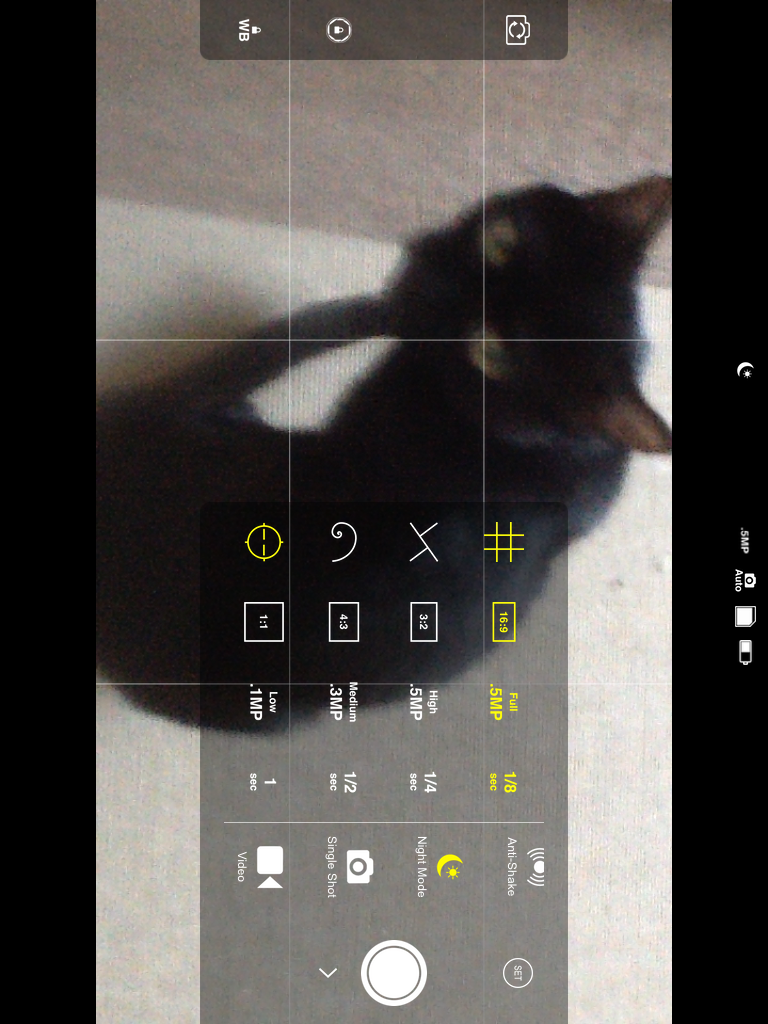 .5MP
Auto
16:9
Full
.5MP
1/8
sec
Anti-Shake
SET
3:2
High
.5MP
1/4
sec
Night Mode
4:3
Medium
.3MP
1/2
sec
Single Shot
WB
1:1
Low
.1MP
1
sec
Video